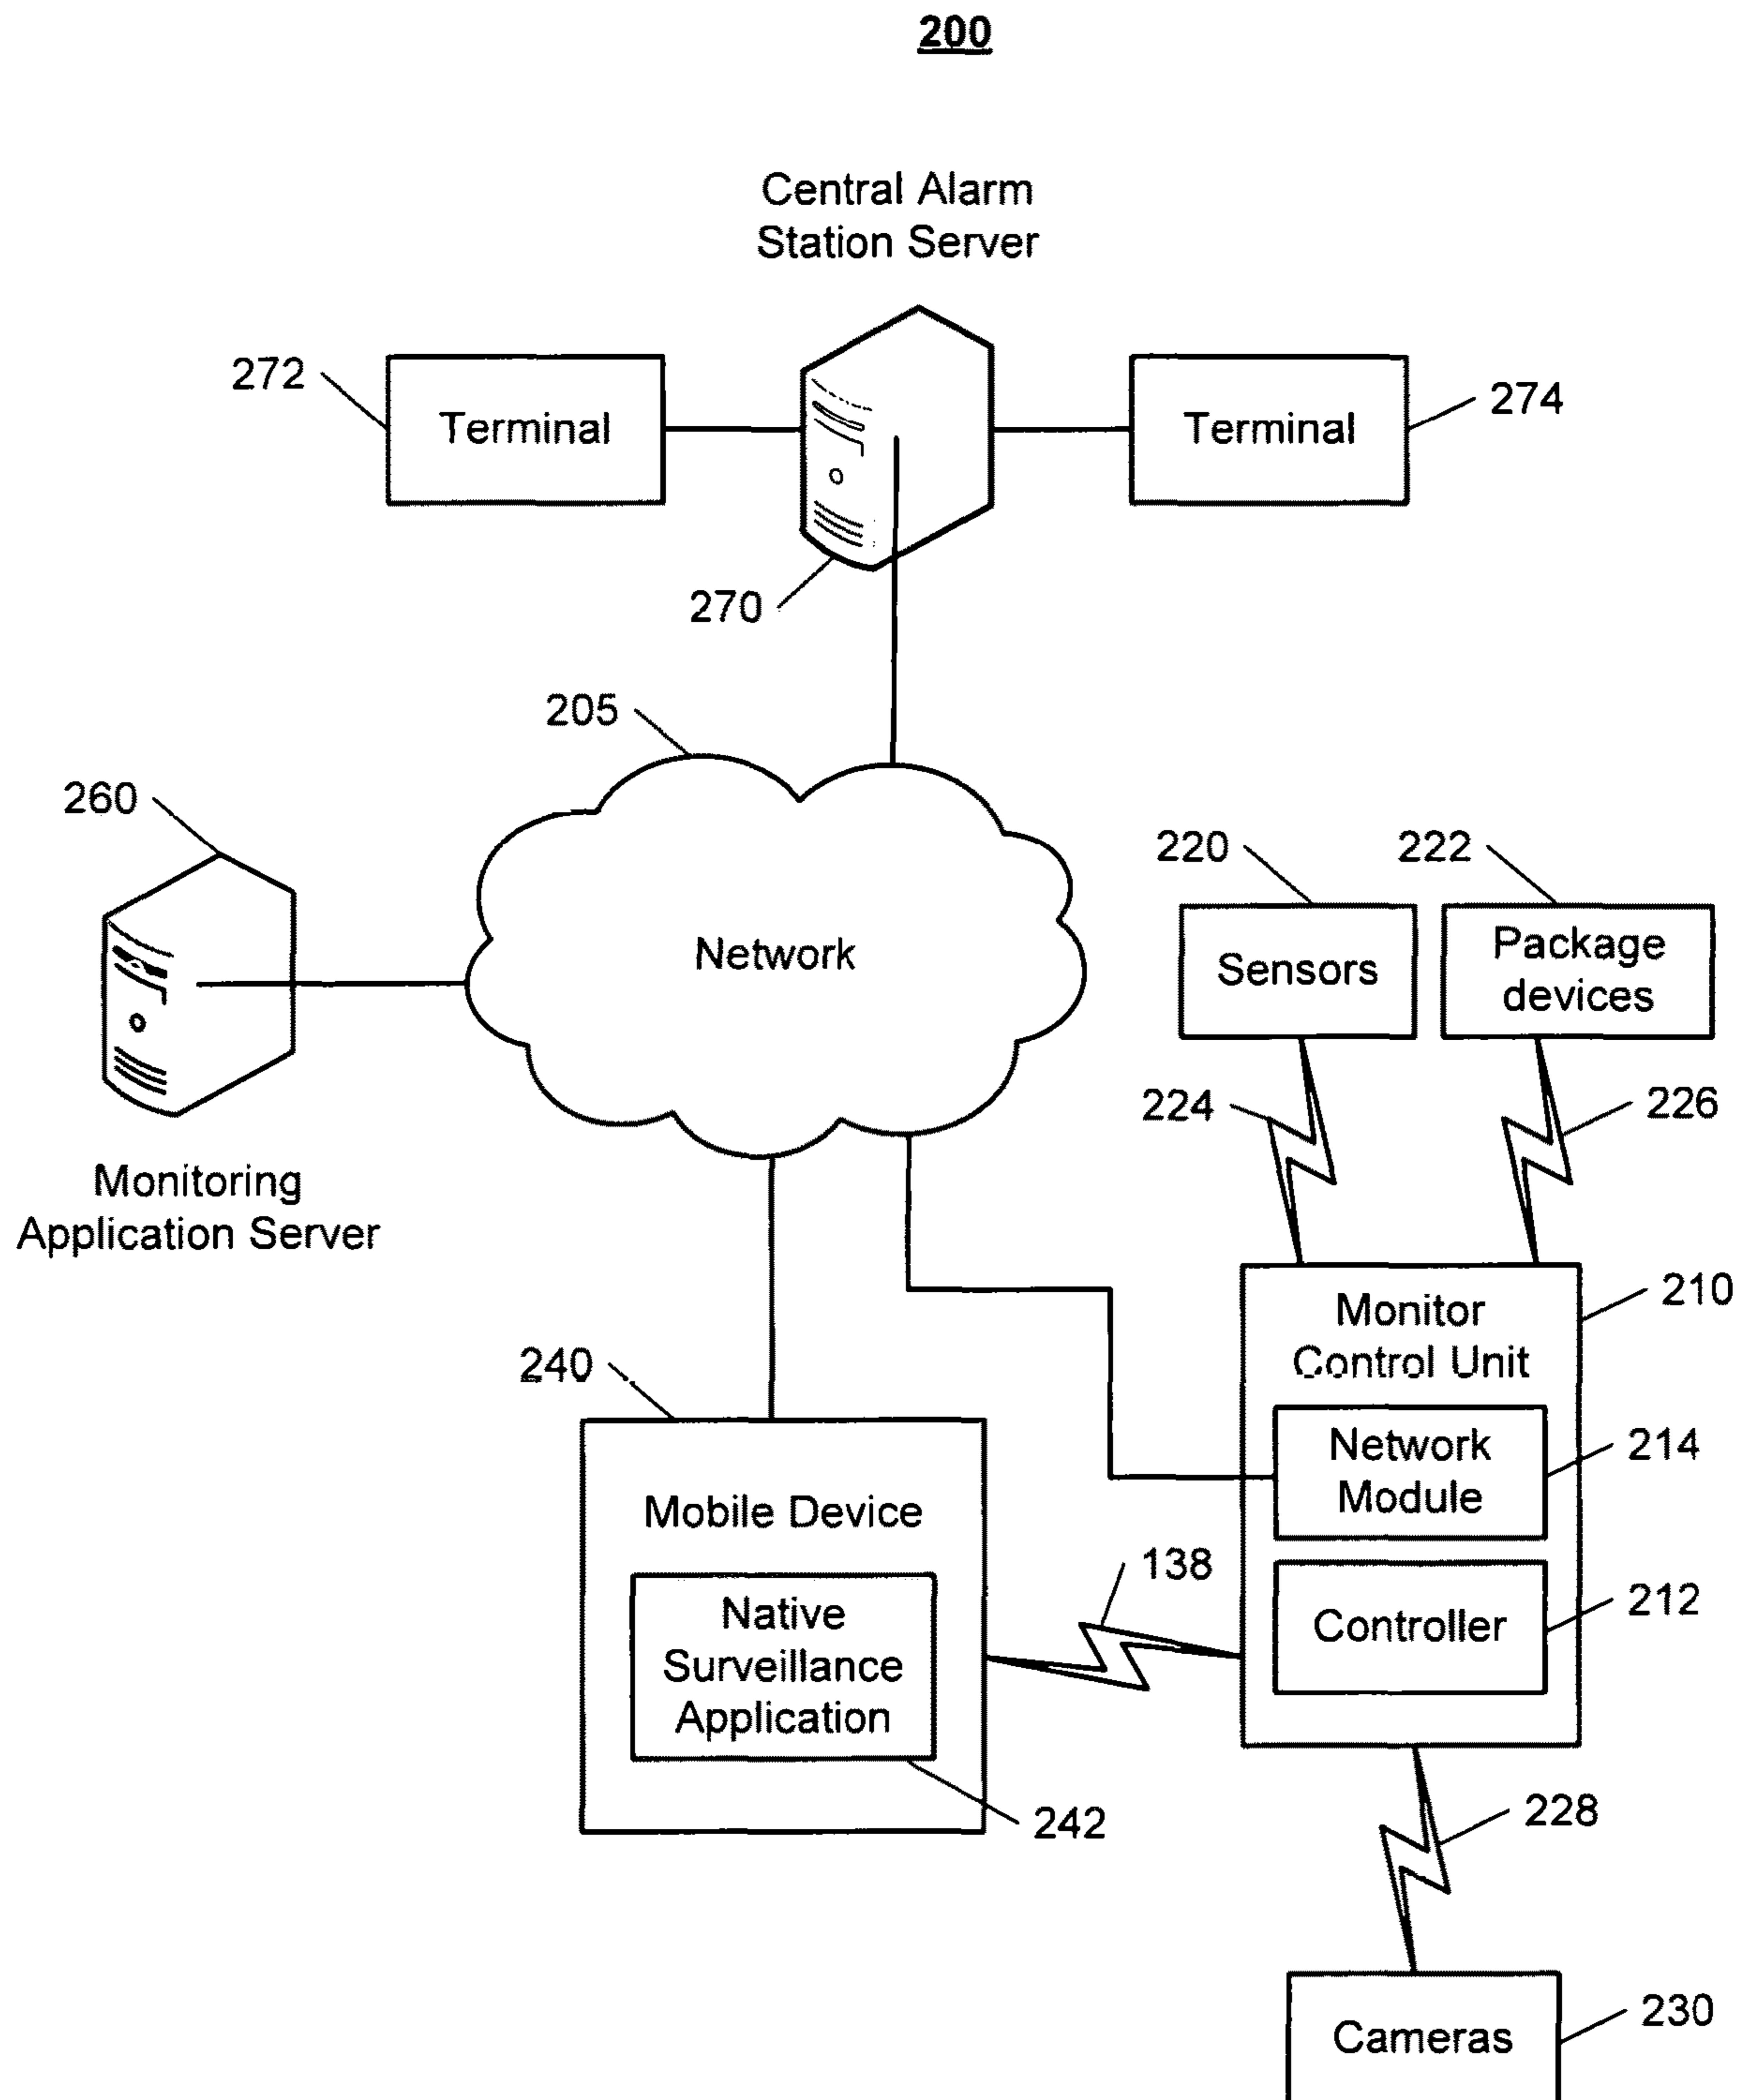 200
Central Alarm
Station Server
272
Terminal
Terminal
274
270
205
260
Network
220
222
Sensors
Package
devices
224
226
Monitoring
Application Server
Monitor
Control Unit
210
240
Network
Module
214
Mobile Device
138
Controller
212
Native
Surveillance
Application
242
228
Cameras
230